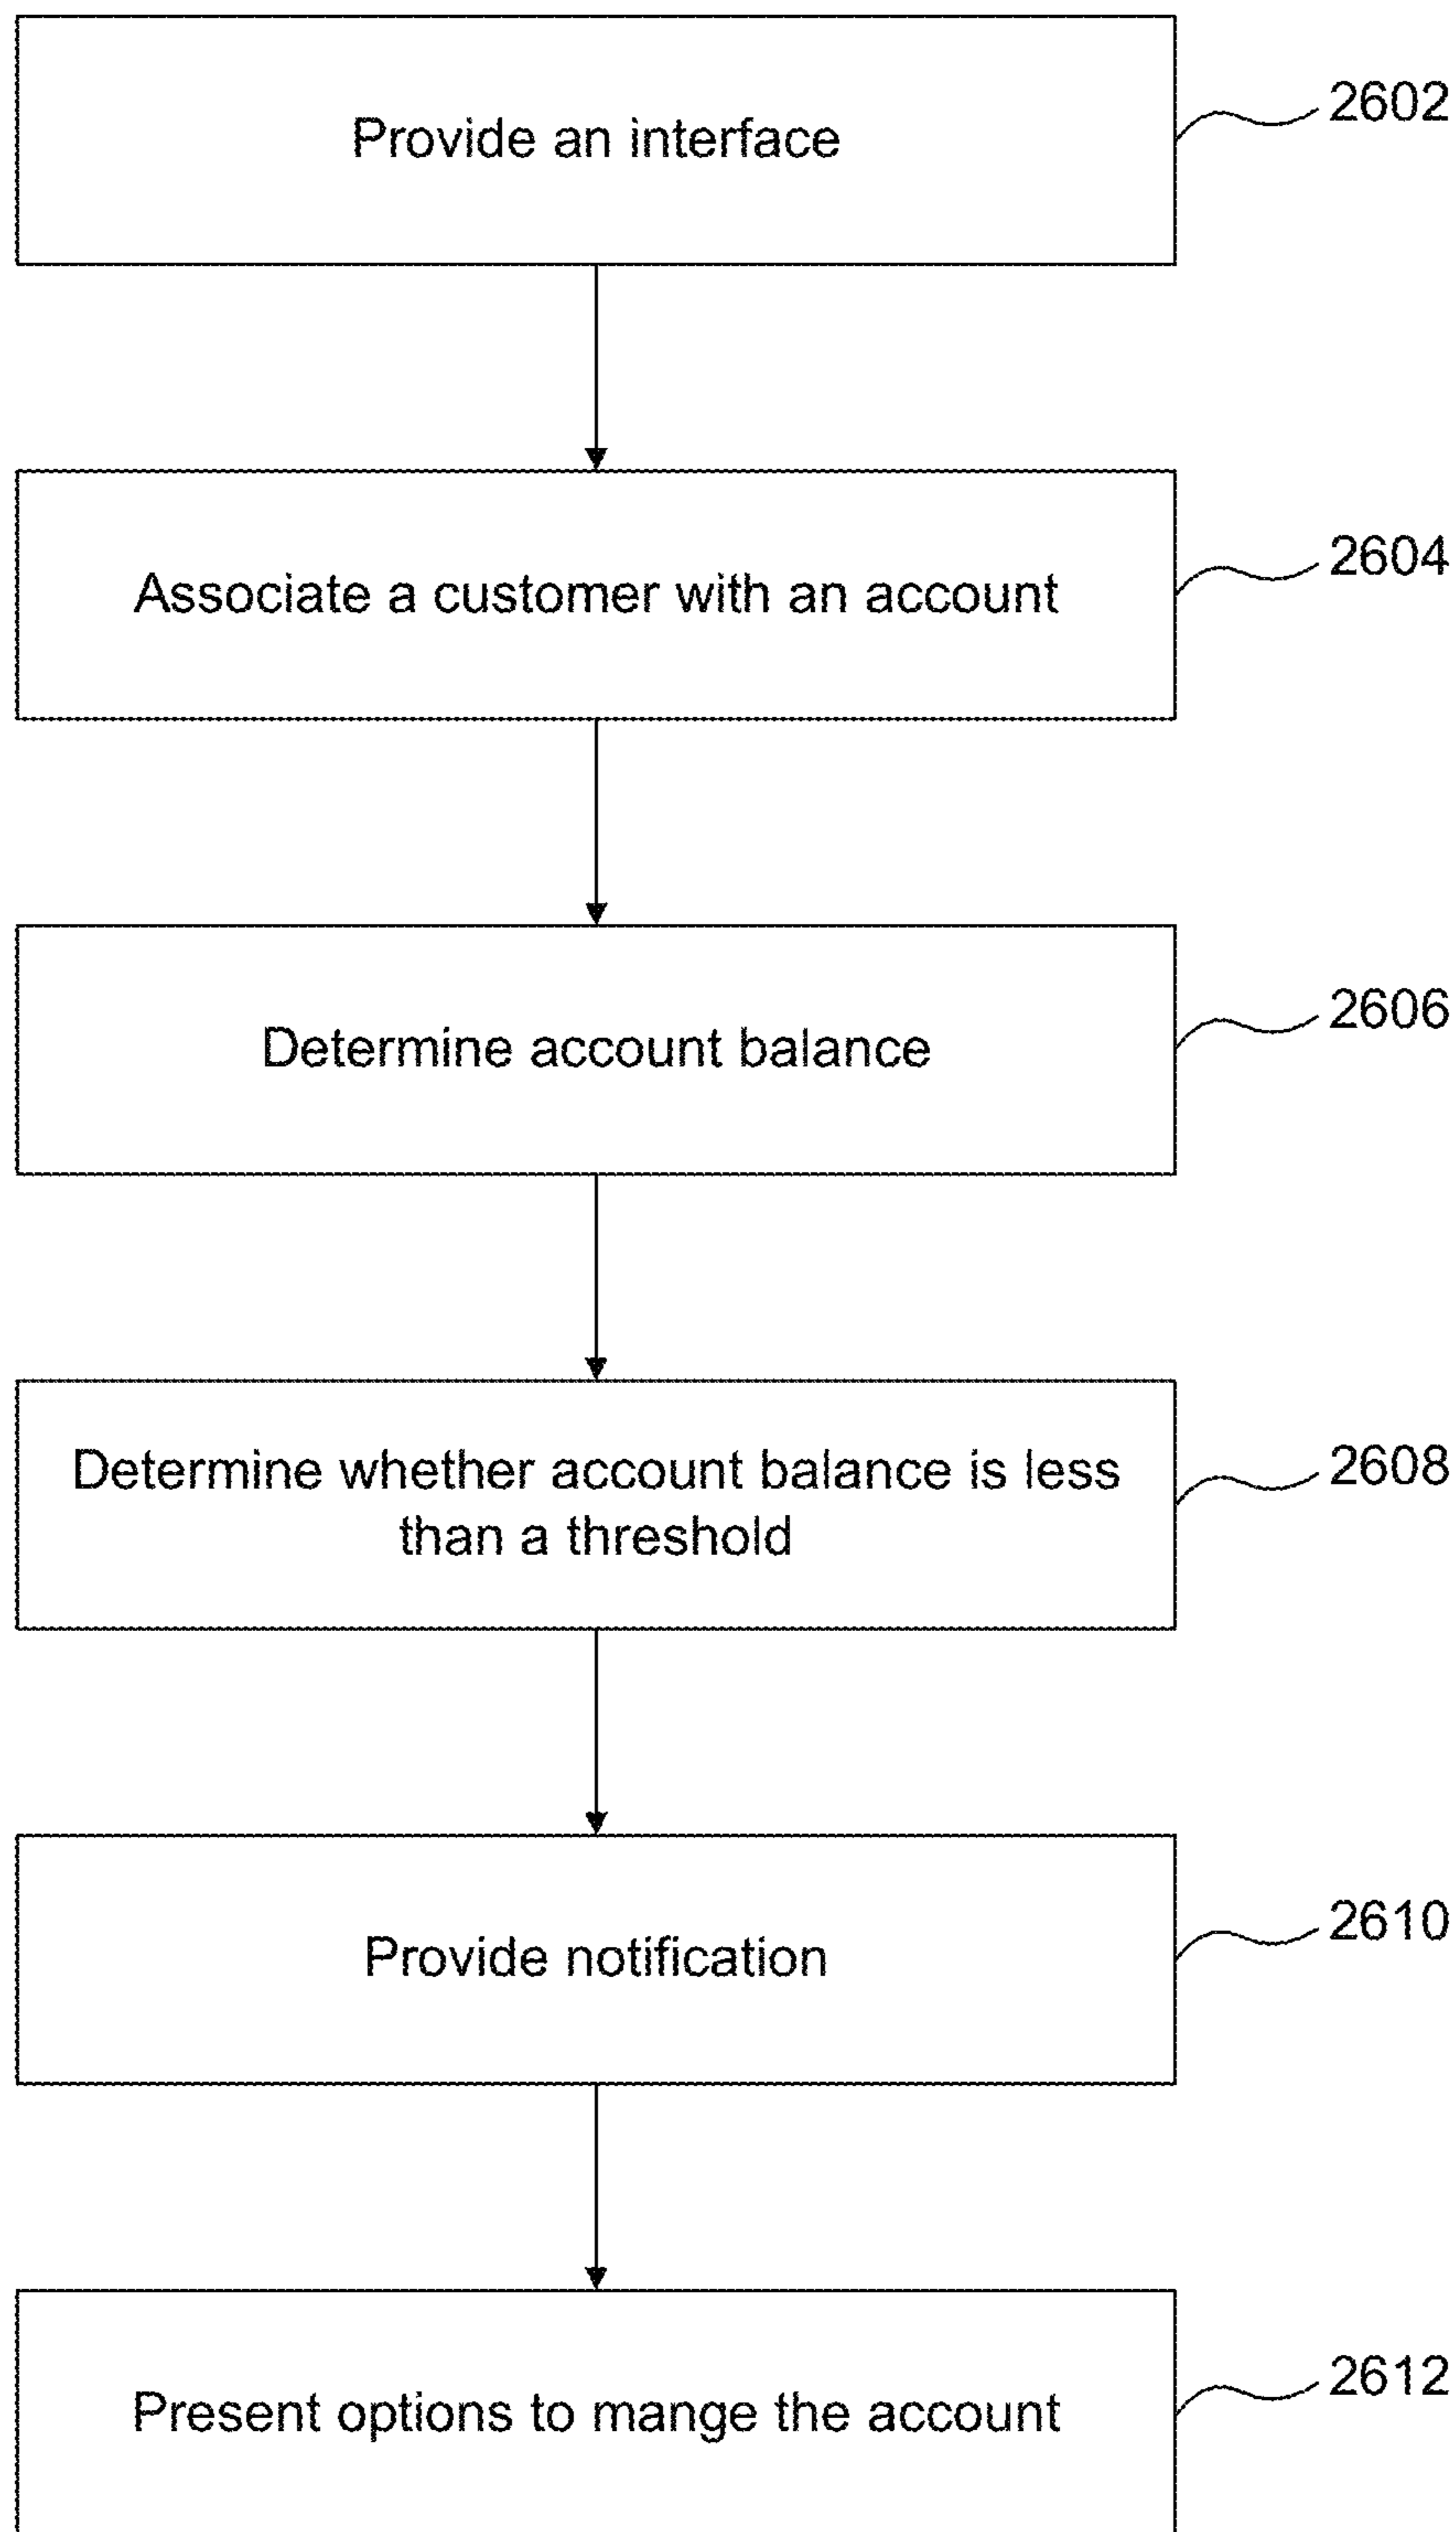 Provide an interface
2602
Associate a customer with an account
2604
Determine account balance
2606
Determine whether account balance is less
than a threshold
2608
Provide notification
2610
Present options to mange the account
2612